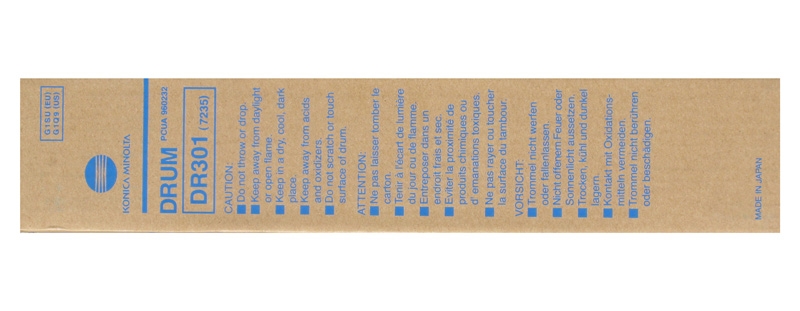 G1SU (EU)
G1Q9 (US)
KONICA MINOLTA
DRUM PCUA 960232
DR301 (7235)
CAUTION:
■ Do not throw or drop.
■ Keep away from daylight
or open flame.
■ Keep in a dry, cool, dark
place.
■ Keep away from acids
and oxidizers.
■ Do not scratch or touch
surface of drum.
ATTENTION:
■ Ne pas laisser tomber le
carton.
■ Tenir à l'écart de lumière
du jour ou de flamme.
■ Entreposer dans un
endroit frais et sec.
■ Eviter la proximité de
produits chimiques ou
d' émanations toxiques.
■ Ne pas rayer ou toucher
la surface du tambour.
VORSICHT:
■ Trommel nicht werfen
oder fallenlassen.
■ Nicht offenem Feuer oder
Sonnenlicht aussetzen.
■ Trocken, kühl und dunkel
lagern.
■ Kontakt mit Oxidations-
mitteln vermeiden.
■ Trommel nicht berühren
oder beschädigen.
MADE IN JAPAN